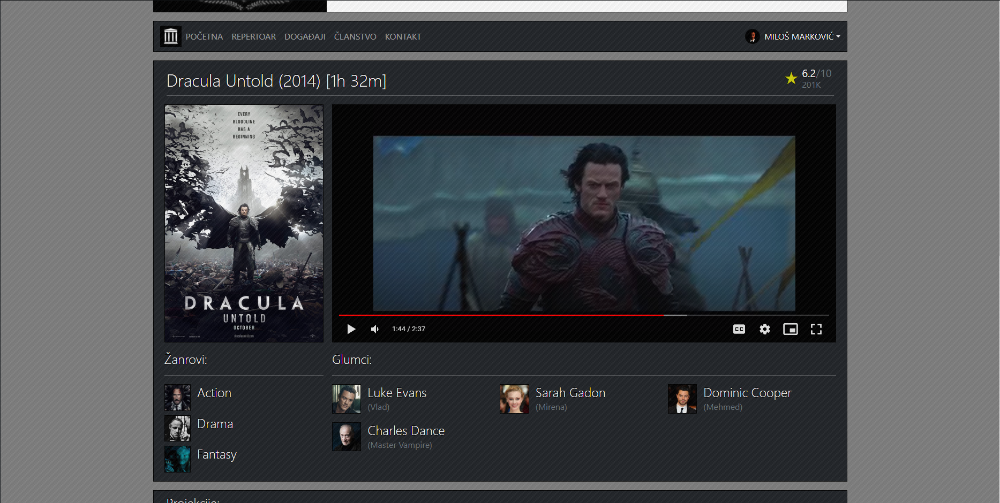 POČETNA REPERTOAR DOGAĐAJI ČLANSTVO KONTAKT MILOŠ MARKOVIĆ
Dracula Untold (2014) [1h 32m]
6.2/10
201K
EVERY
BLOODLINE
HAS A
BEGINNING
DRACULA
UNTOLD
OCTOBER
1:44 / 2:37
CC
Žanrovi:
Action
Drama
Fantasy
Glumci:
Luke Evans
(Vlad)
Sarah Gadon
(Mirena)
Dominic Cooper
(Mehmed)
Charles Dance
(Master Vampire)
Projekcije: